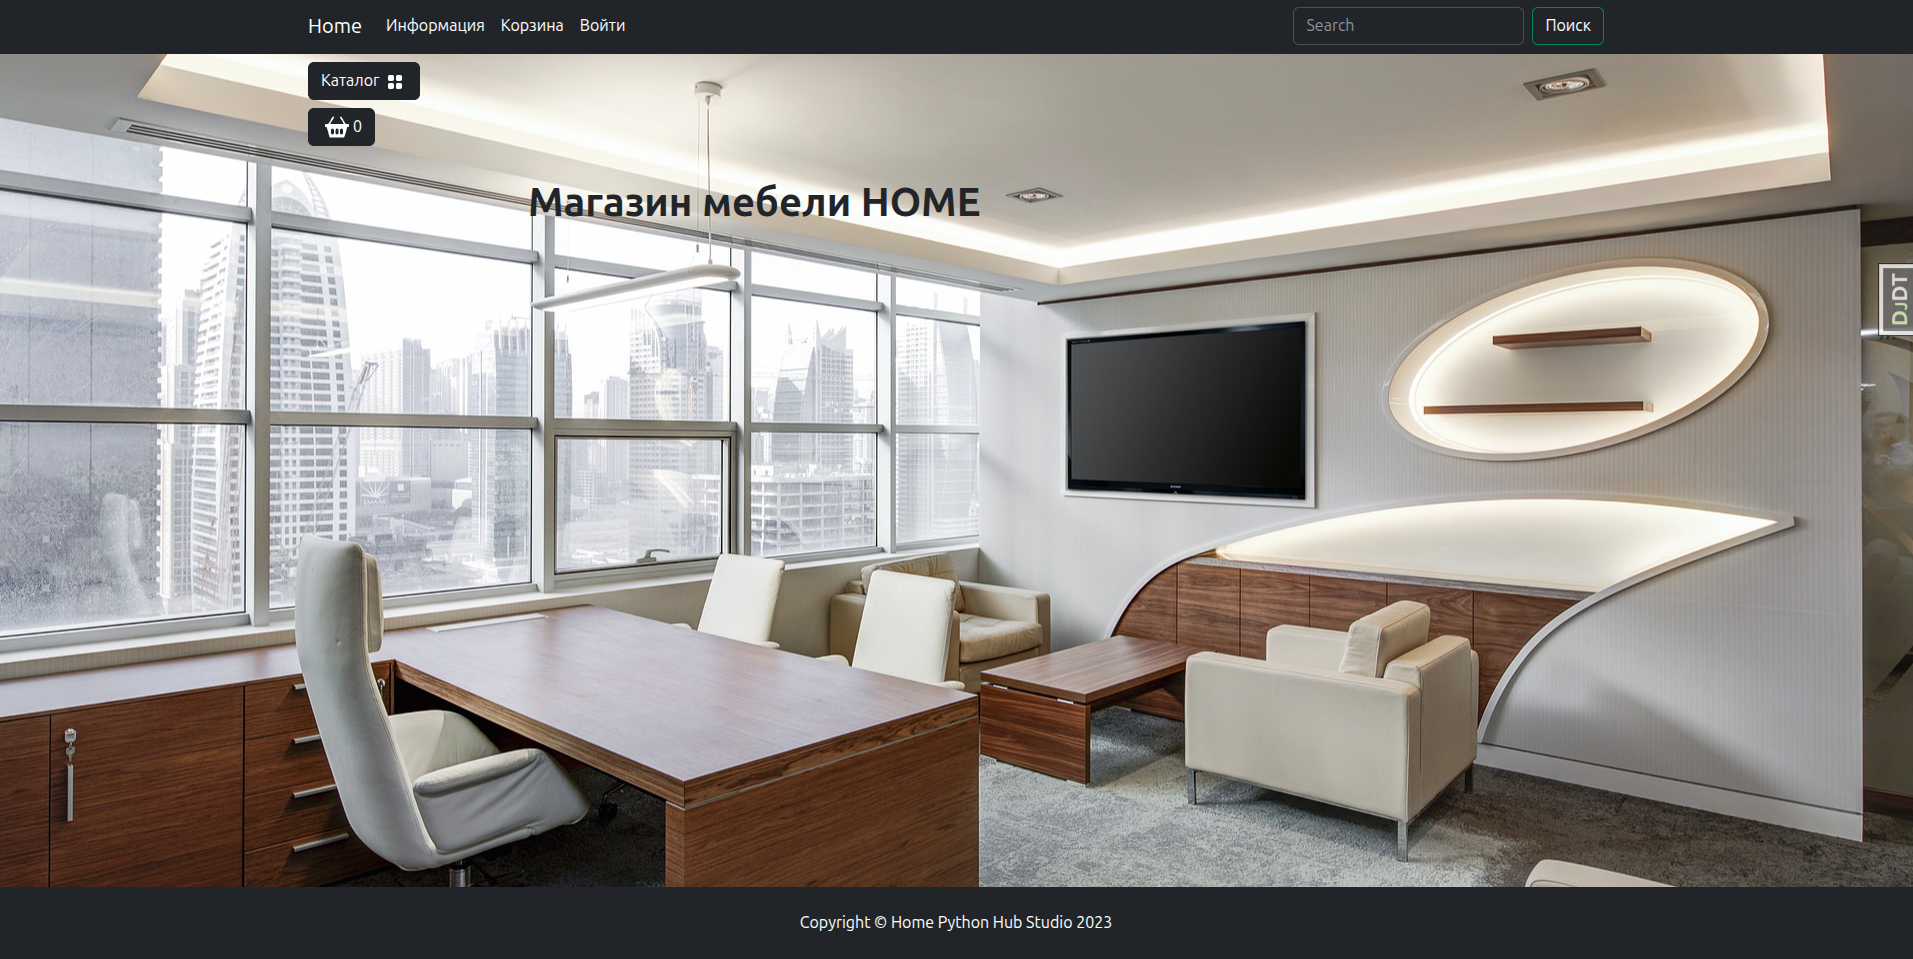 Home Информация Корзина Войти Search Поиск
Каталог
0
Магазин мебели HOME
DjDT
Copyright © Home Python Hub Studio 2023